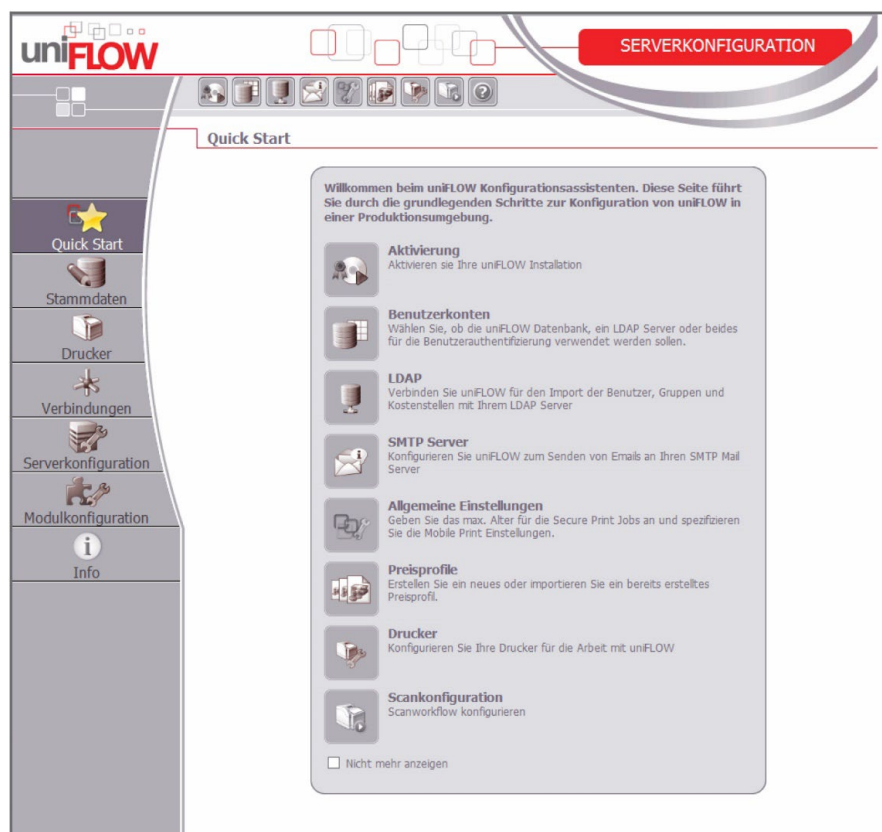 uniFLOW
SERVERKONFIGURATION
Quick Start
Quick Start
Stammdaten
Drucker
Verbindungen
Serverkonfiguration
Modulkonfiguration
Info
Willkommen beim uniFLOW Konfigurationsassistenten. Diese Seite führt
Sie durch die grundlegenden Schritte zur Konfiguration von uniFLOW in
einer Produktionsumgebung.
Aktivierung
Aktivieren sie Ihre uniFLOW Installation
Benutzerkonten
Wählen Sie, ob die uniFLOW Datenbank, ein LDAP Server oder beides
für die Benutzerauthentifizierung verwendet werden sollen.
LDAP
Verbinden Sie uniFLOW für den Import der Benutzer, Gruppen und
Kostenstellen mit Ihrem LDAP Server
SMTP Server
Konfigurieren Sie uniFLOW zum Senden von Emails an Ihren SMTP Mail
Server
Allgemeine Einstellungen
Geben Sie das max. Alter für die Secure Print Jobs an und spezifizieren
Sie die Mobile Print Einstellungen.
Preisprofile
Erstellen Sie ein neues oder importieren Sie ein bereits erstelltes
Preisprofil.
Drucker
Konfigurieren Sie Ihre Drucker für die Arbeit mit uniFLOW
Scankonfiguration
Scanworkflow konfigurieren
Nicht mehr anzeigen